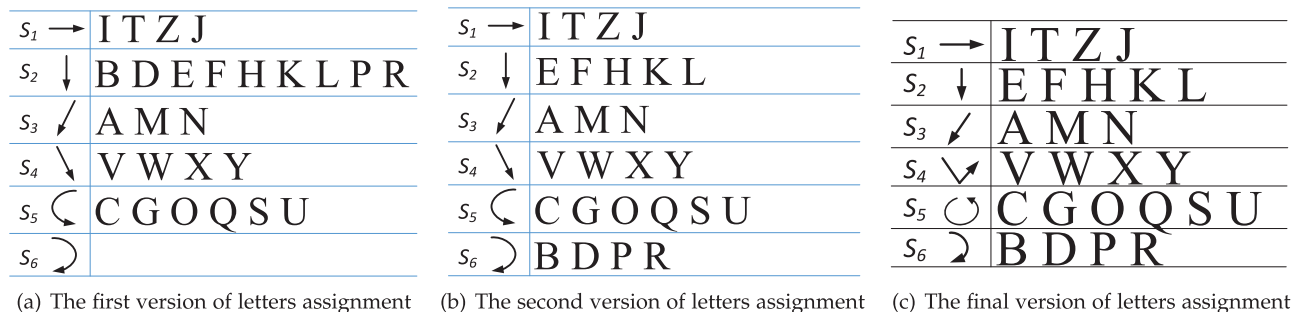 S1 → I T Z J
S2 ↓ B D E F H K L P R
S3 A M N
S4 V W X Y
S5 C G O Q S U
S6
(a) The first version of letters assignment
S1 → I T Z J
S2 ↓ E F H K L
S3 A M N
S4 V W X Y
S5 C G O Q S U
S6 B D P R
(b) The second version of letters assignment
S1 → I T Z J
S2 ↓ E F H K L
S3 A M N
S4 V W X Y
S5 C G O Q S U
S6 B D P R
(c) The final version of letters assignment